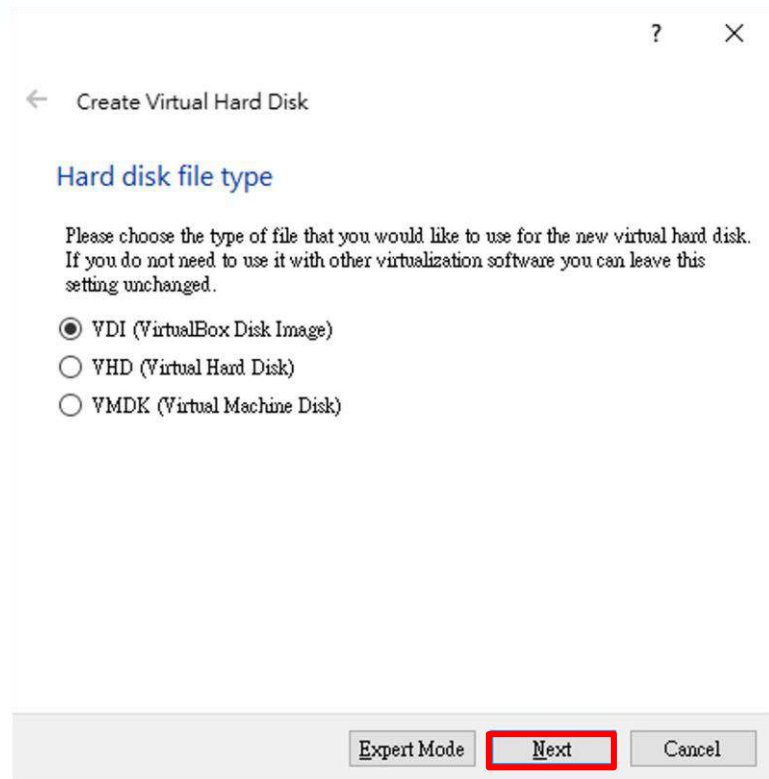 ?
Create Virtual Hard Disk
Hard disk file type
Please choose the type of file that you would like to use for the new virtual hard disk.
If you do not need to use it with other virtualization software you can leave this
setting unchanged.
VDI (VirtualBox Disk Image)
VHD (Virtual Hard Disk)
VMDK (Virtual Machine Disk)
Expert Mode Next Cancel